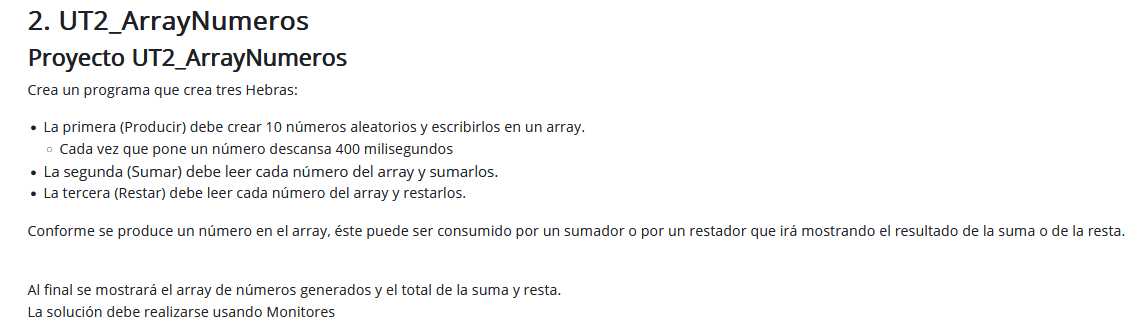 2. UT2_ArrayNumeros
Proyecto UT2_ArrayNumeros
Crea un programa que crea tres Hebras:
• La primera (Producir) debe crear 10 números aleatorios y escribirlos en un array.
○ Cada vez que pone un número descansa 400 milisegundos
• La segunda (Sumar) debe leer cada número del array y sumarlos.
• La tercera (Restar) debe leer cada número del array y restarlos.
Conforme se produce un número en el array, éste puede ser consumido por un sumador o por un restador que irá mostrando el resultado de la suma o de la resta.
Al final se mostrará el array de números generados y el total de la suma y resta.
La solución debe realizarse usando Monitores